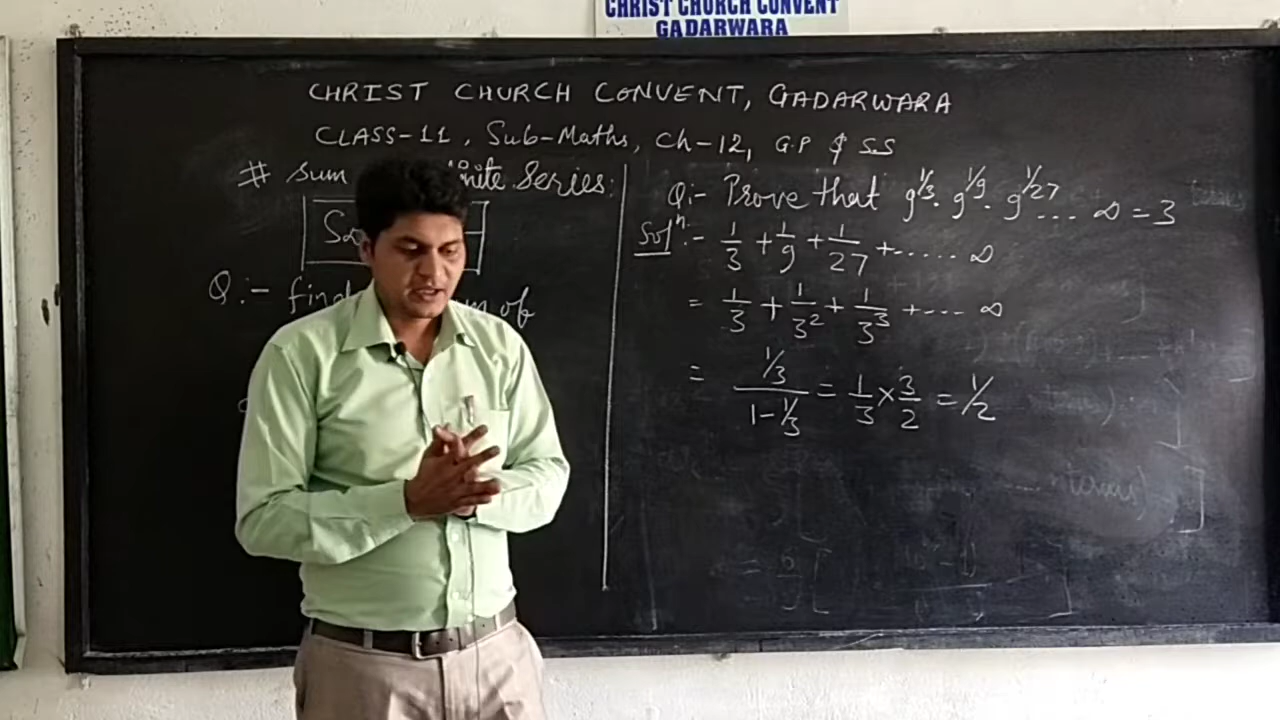 CHRIST CHURCH CONVENT
GADARWARA
CHRIST CHURCH CONVENT, GADARWARA
CLASS-11, Sub-Maths, Ch-12, G.P & S.S
# Sum Series:
Q:- find of
Q:- Prove that 9^1/3. 9^1/9. 9^1/27.... ∞ = 3
Solⁿ:- 1/3 + 1/9 + 1/27 + ...... ∞
= 1/3 + 1/3² + 1/3³ + .... ∞
= (1/3)/(1-1/3) = 1/3 × 3/2 = 1/2